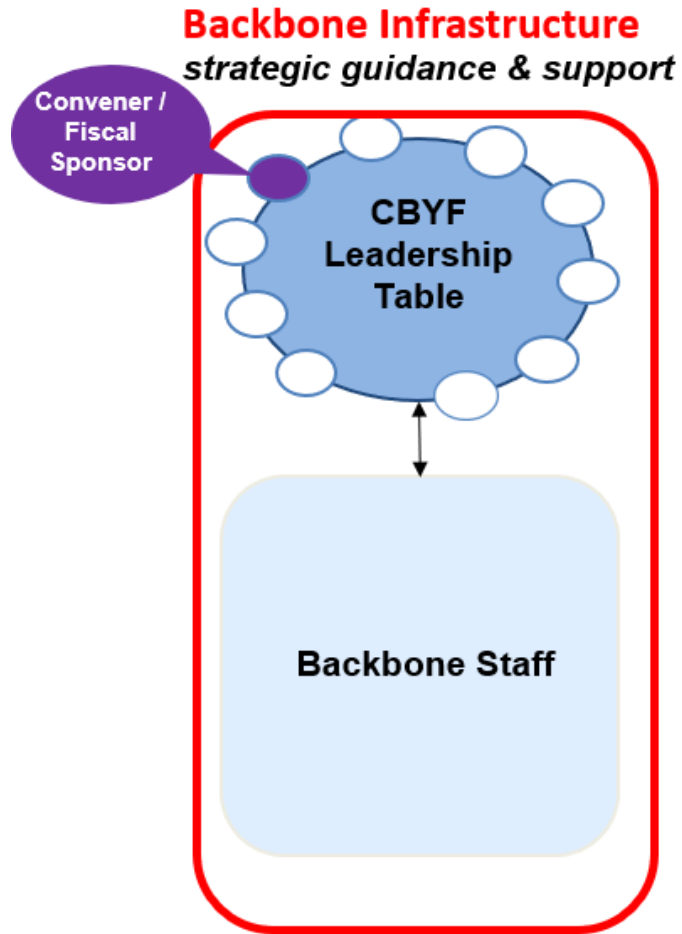 Backbone Infrastructure
strategic guidance & support
Convener /
Fiscal
Sponsor
CBYF
Leadership
Table
Backbone Staff